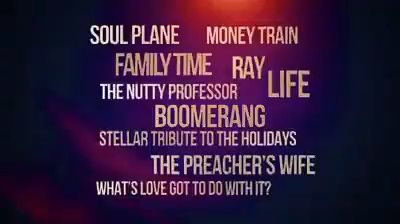 SOUL PLANE MONEY TRAIN
FAMILY TIME RAY LIFE
THE NUTTY PROFESSOR
BOOMERANG
STELLAR TRIBUTE TO THE HOLIDAYS
THE PREACHER'S WIFE
WHAT'S LOVE GOT TO DO WITH IT?